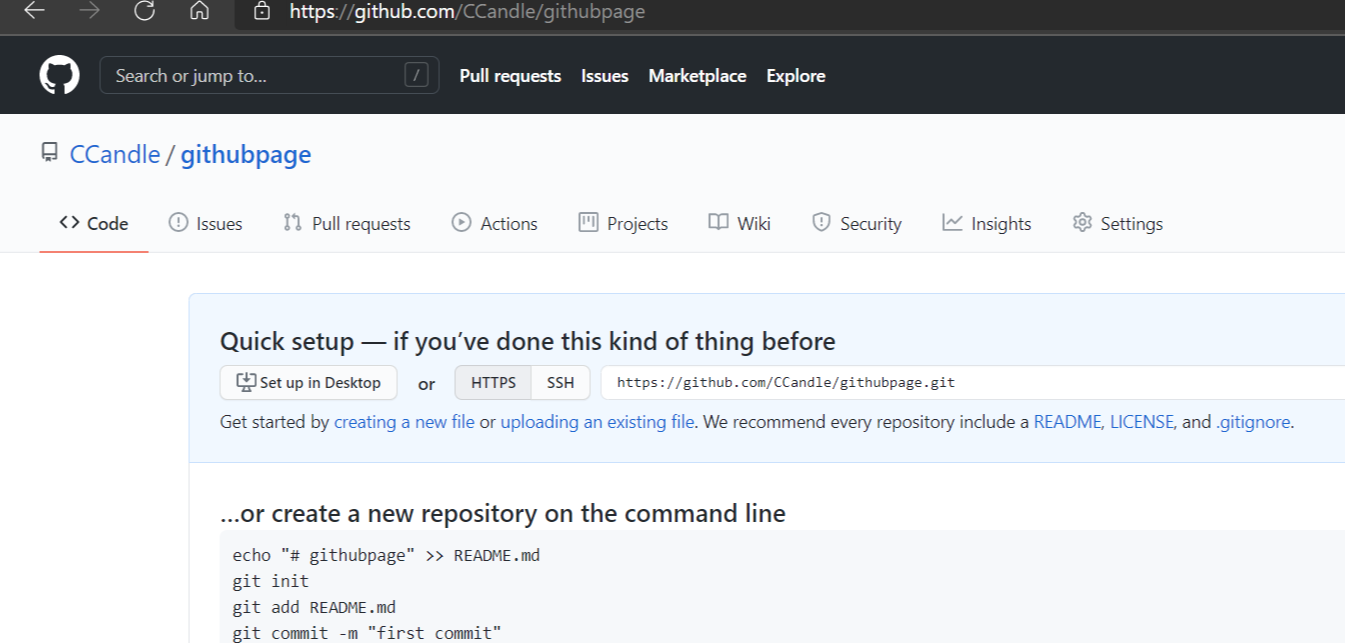 https://github.com/CCandle/githubpage
Search or jump to... /
Pull requests Issues Marketplace Explore
CCandle / githubpage
Code Issues Pull requests Actions Projects Wiki Security Insights Settings
Quick setup — if you’ve done this kind of thing before
Set up in Desktop or HTTPS SSH https://github.com/CCandle/githubpage.git
Get started by creating a new file or uploading an existing file. We recommend every repository include a README, LICENSE, and .gitignore.
…or create a new repository on the command line
echo "# githubpage" >> README.md
git init
git add README.md
git commit -m "first commit"